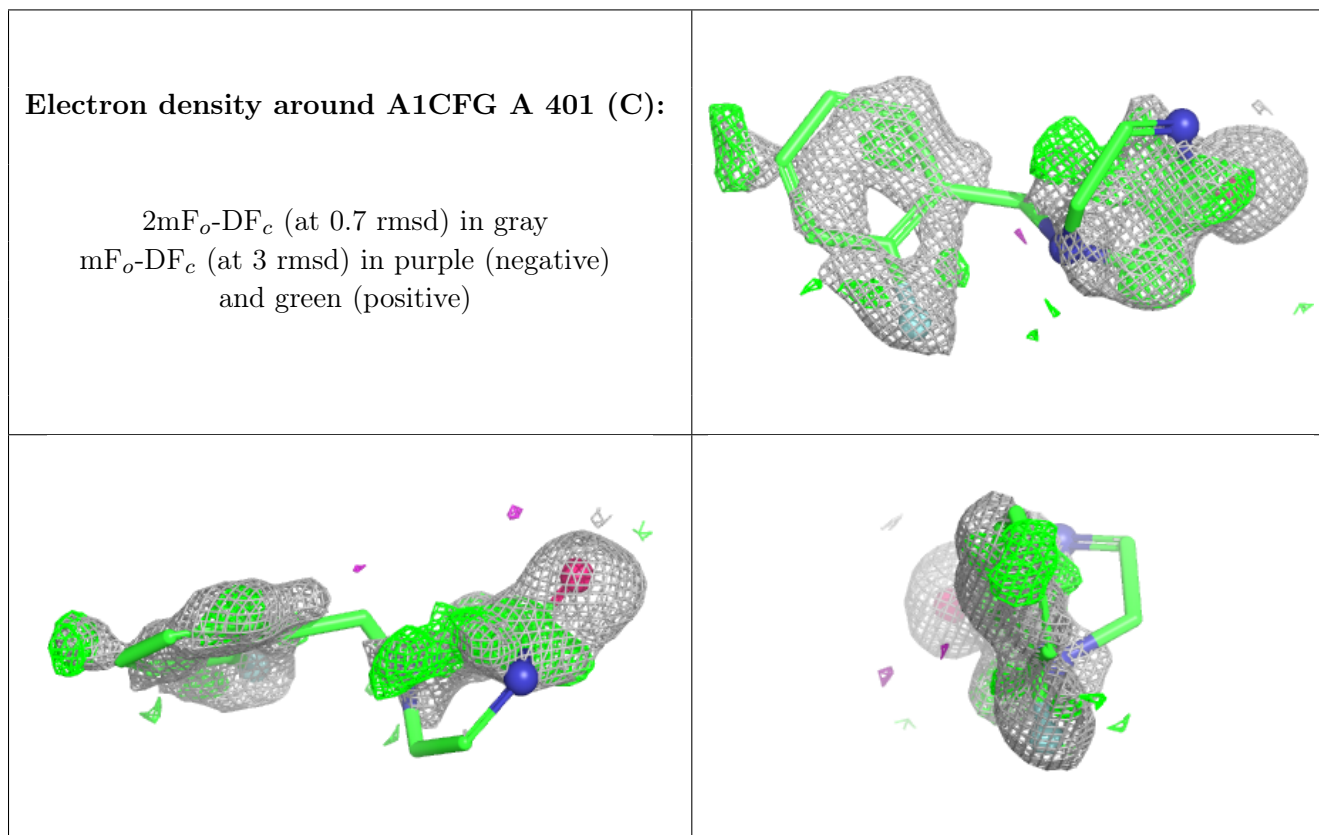 Electron density around A1CFG A 401 (C):
2mFo-DFc (at 0.7 rmsd) in gray
mFo-DFc (at 3 rmsd) in purple (negative)
and green (positive)